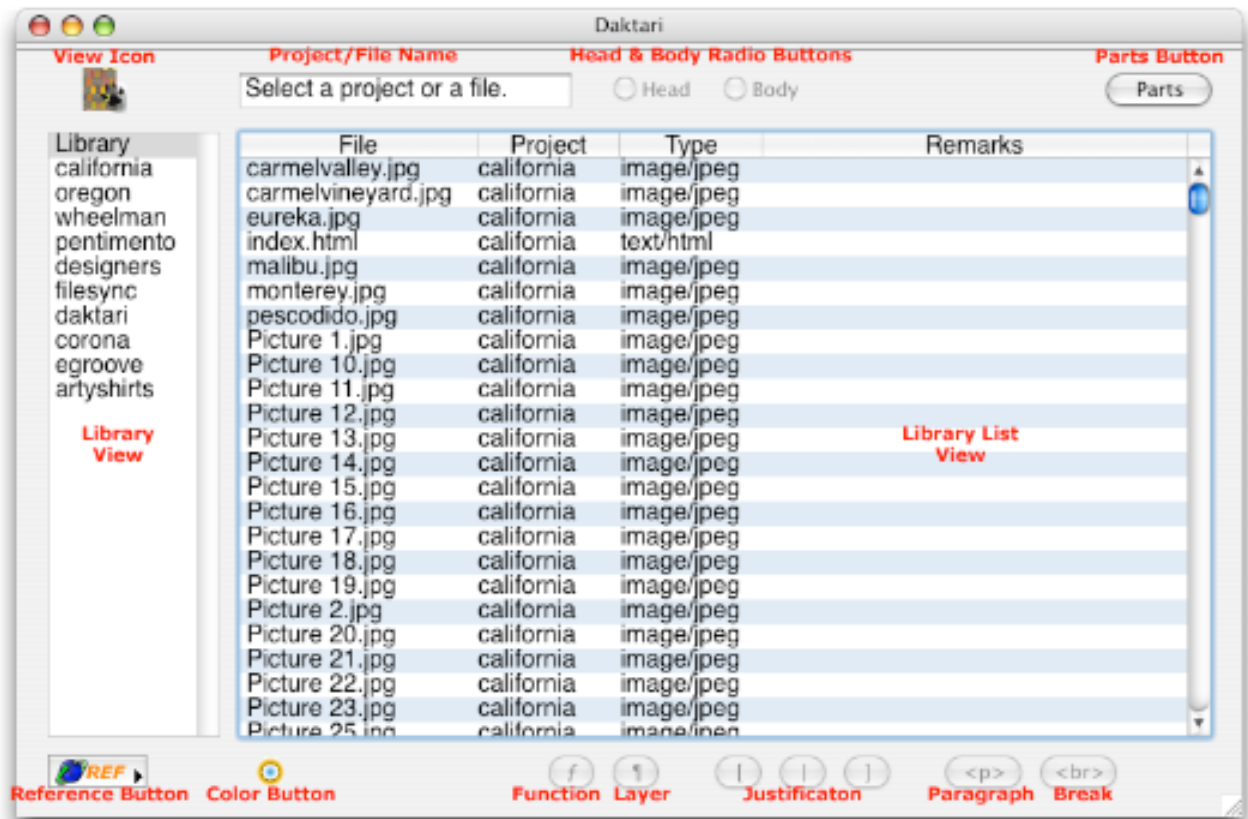 Daktari
View Icon Project/File Name Head & Body Radio Buttons Parts Button
Select a project or a file. Head Body Parts
Library
california
oregon
wheelman
pentimento
designers
filesync
daktari
corona
egroove
artyshirts
Library
View
File Project Type Remarks
carmelvalley.jpg california image/jpeg
carmelvineyard.jpg california image/jpeg
eureka.jpg california image/jpeg
index.html california text/html
malibu.jpg california image/jpeg
monterey.jpg california image/jpeg
pescodido.jpg california image/jpeg
Picture 1.jpg california image/jpeg
Picture 10.jpg california image/jpeg
Picture 11.jpg california image/jpeg
Picture 12.jpg california image/jpeg
Picture 13.jpg california image/jpeg
Picture 14.jpg california image/jpeg
Picture 15.jpg california image/jpeg
Picture 16.jpg california image/jpeg
Picture 17.jpg california image/jpeg
Picture 18.jpg california image/jpeg
Picture 19.jpg california image/jpeg
Picture 2.jpg california image/jpeg
Picture 20.jpg california image/jpeg
Picture 21.jpg california image/jpeg
Picture 22.jpg california image/jpeg
Picture 23.jpg california image/jpeg
Picture 25.jpg california image/jpeg
Library List
View
REF f ¶ [ | ] <p> <br>
Reference Button Color Button Function Layer Justificaton Paragraph Break